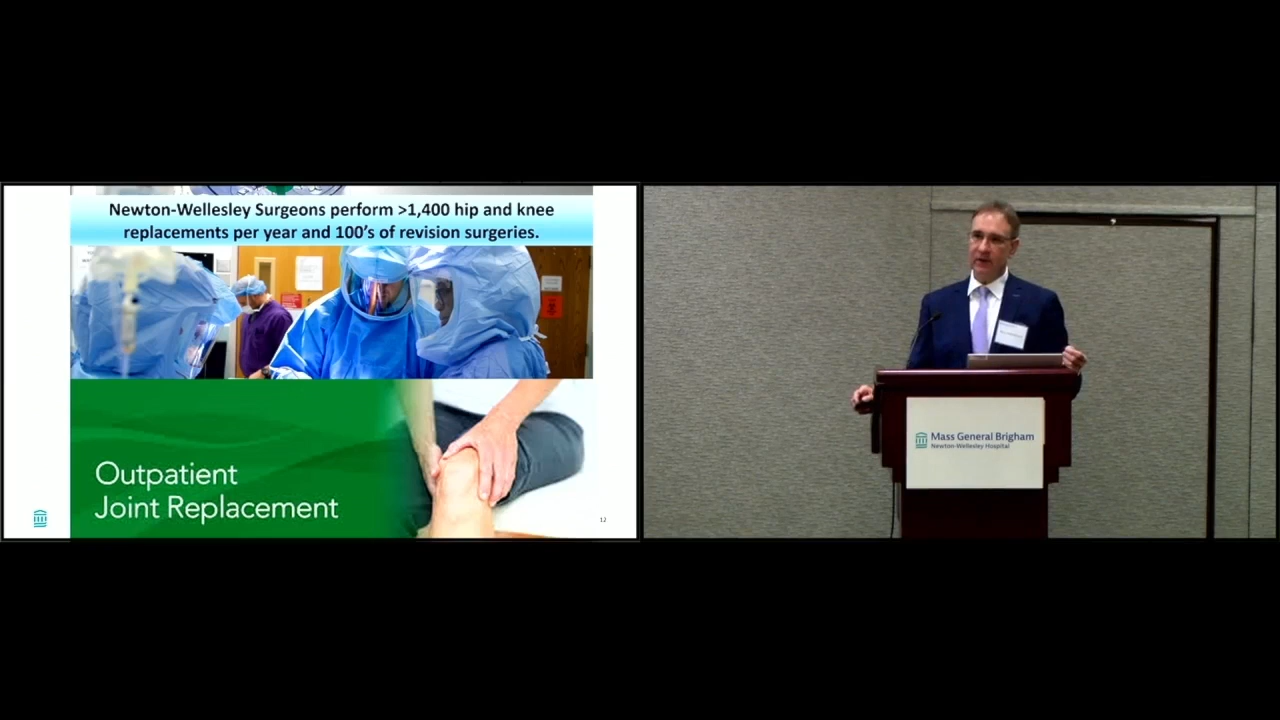 Newton-Wellesley Surgeons perform >1,400 hip and knee
replacements per year and 100's of revision surgeries.
Outpatient
Joint Replacement
12
Mass General Brigham
Newton-Wellesley Hospital